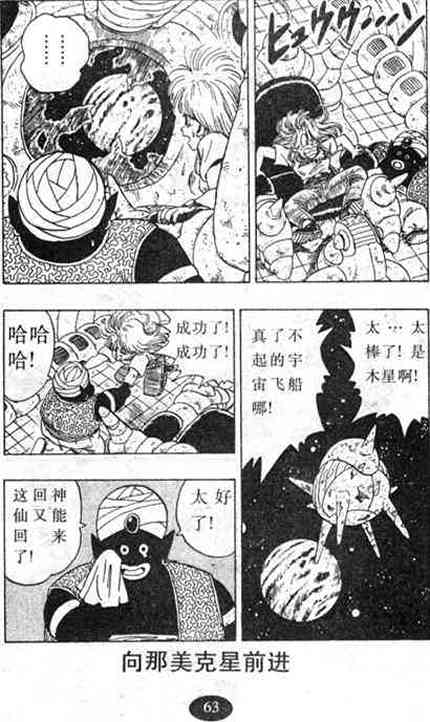 ヒュウウ・・・ン
……
……
太…太
棒了!是
木星啊!
真了不
起的宇
宙飞船
哪!
成功了!
成功了!
哈哈
哈!
太好
了!
这回神
仙又能
回来
了!
向那美克星前进
63